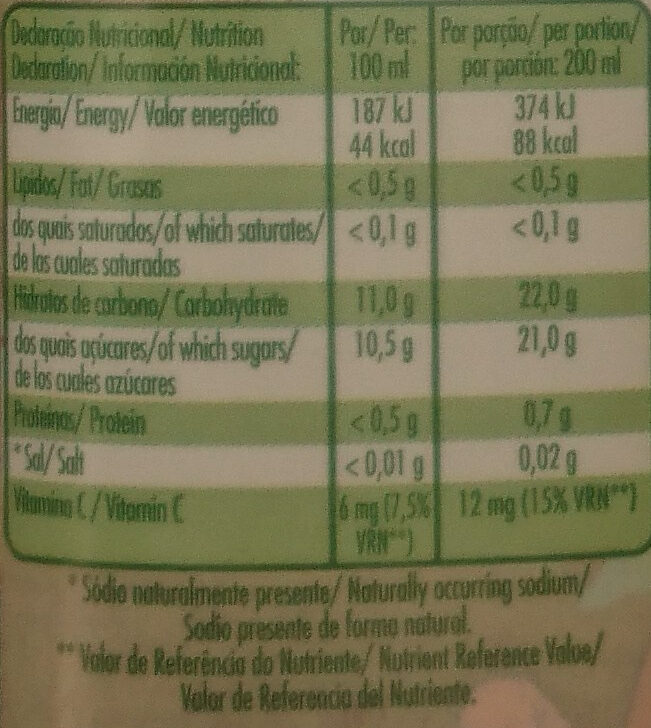 Declaração Nutricional/ Nutrition Por/ Per: Por porção/ per portion/
Declaration/ Información Nutricional: 100 ml por porción: 200 ml
Energia/ Energy/ Valor energético 187 kJ 374 kJ
44 kcal 88 kcal
Lípidos/ Fat/ Grasas < 0,5 g < 0,5 g
dos quais saturados/of which saturates/ < 0,1 g < 0,1 g
de las cuales saturadas
Hidratos de carbono/ Carbohydrate 11,0 g 22,0 g
dos quais açúcares/of which sugars/ 10,5 g 21,0 g
de los cuales azúcares
Proteínas/ Protein < 0,5 g 0,7 g
*Sal/ Salt < 0,01 g 0,02 g
Vitamina C / Vitamin C 6 mg (7,5% 12 mg (15% VRN**)
VRN**)
* Sódio naturalmente presente/ Naturally occurring sodium/
Sodio presente de forma natural.
** Valor de Referência do Nutriente/ Nutrient Reference Value/
Valor de Referencia del Nutriente.